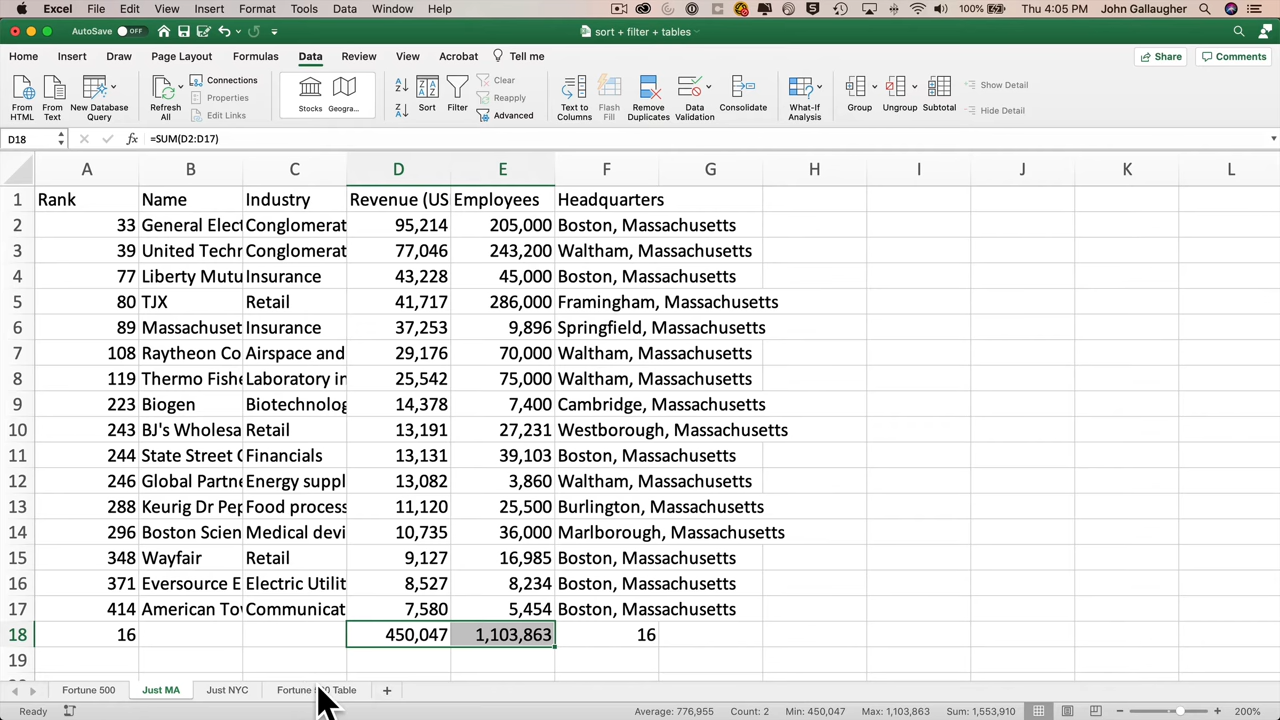 Excel File Edit View Insert Format Tools Data Window Help 100% Thu 4:05 PM John Gallaugher
AutoSave OFF sort + filter + tables
Home Insert Draw Page Layout Formulas Data Review View Acrobat Tell me Share Comments
From HTML From Text New Database Query Refresh All Connections Properties Edit Links Stocks Geogra... Sort Filter Clear Reapply Advanced Text to Columns Flash Fill Remove Duplicates Data Validation Consolidate What-If Analysis Group Ungroup Subtotal Show Detail Hide Detail
D18 fx =SUM(D2:D17)
A B C D E F G H I J K L
1 Rank Name Industry Revenue (US Employees Headquarters
2 33 General Elect Conglomerat 95,214 205,000 Boston, Massachusetts
3 39 United Techn Conglomerat 77,046 243,200 Waltham, Massachusetts
4 77 Liberty Mutu Insurance 43,228 45,000 Boston, Massachusetts
5 80 TJX Retail 41,717 286,000 Framingham, Massachusetts
6 89 Massachuset Insurance 37,253 9,896 Springfield, Massachusetts
7 108 Raytheon Co Airspace and 29,176 70,000 Waltham, Massachusetts
8 119 Thermo Fishe Laboratory in 25,542 75,000 Waltham, Massachusetts
9 223 Biogen Biotechnolog 14,378 7,400 Cambridge, Massachusetts
10 243 BJ's Wholesa Retail 13,191 27,231 Westborough, Massachusetts
11 244 State Street C Financials 13,131 39,103 Boston, Massachusetts
12 246 Global Partne Energy suppl 13,082 3,860 Waltham, Massachusetts
13 288 Keurig Dr Pep Food process 11,120 25,500 Burlington, Massachusetts
14 296 Boston Scien Medical devi 10,735 36,000 Marlborough, Massachusetts
15 348 Wayfair Retail 9,127 16,985 Boston, Massachusetts
16 371 Eversource E Electric Utilit 8,527 8,234 Boston, Massachusetts
17 414 American Tow Communicat 7,580 5,454 Boston, Massachusetts
18 16 450,047 1,103,863 16
19
Fortune 500 Just MA Just NYC Fortune Table +
Ready Average: 776,955 Count: 2 Min: 450,047 Max: 1,103,863 Sum: 1,553,910 200%